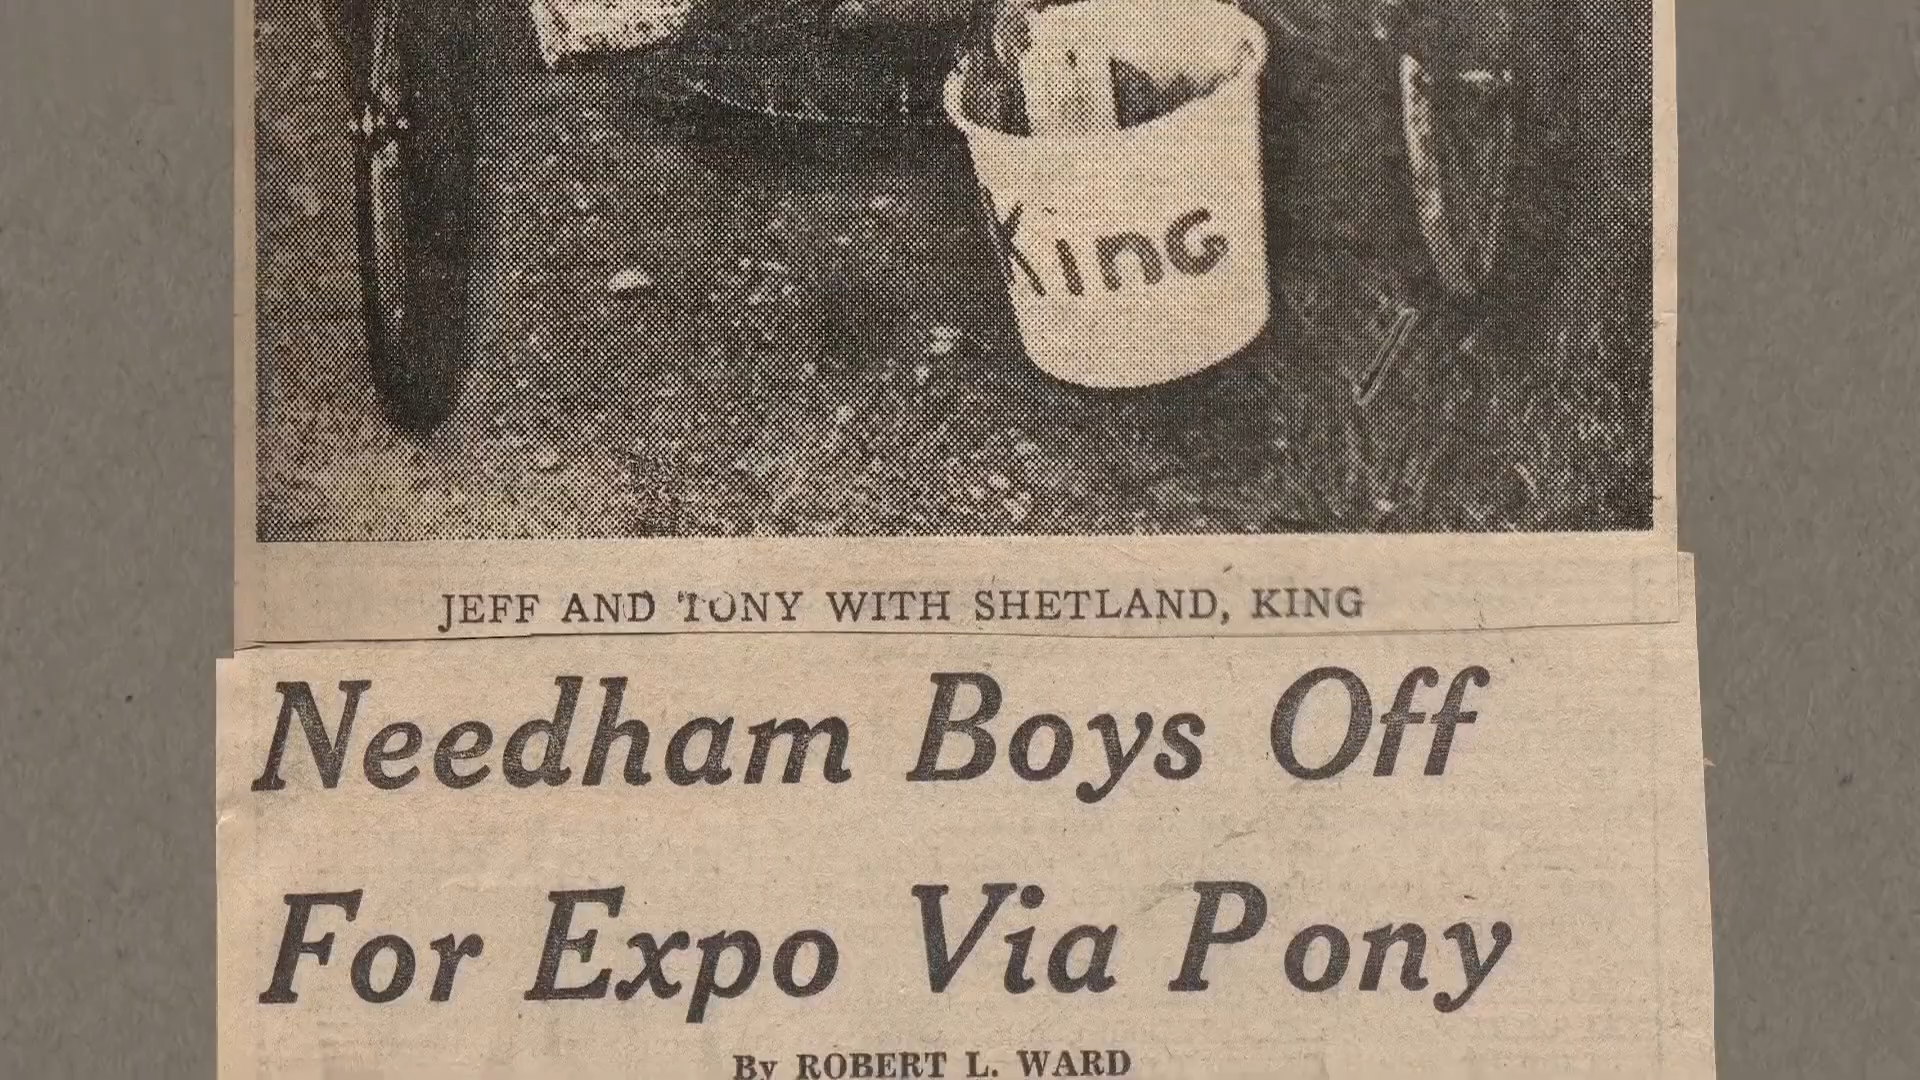 King
JEFF AND TONY WITH SHETLAND, KING
Needham Boys Off
For Expo Via Pony
By ROBERT L. WARD